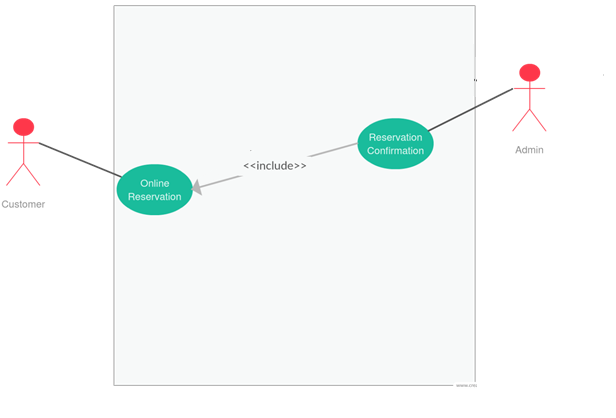 Reservation
Confirmation
Admin
<<include>>
Online
Reservation
Customer